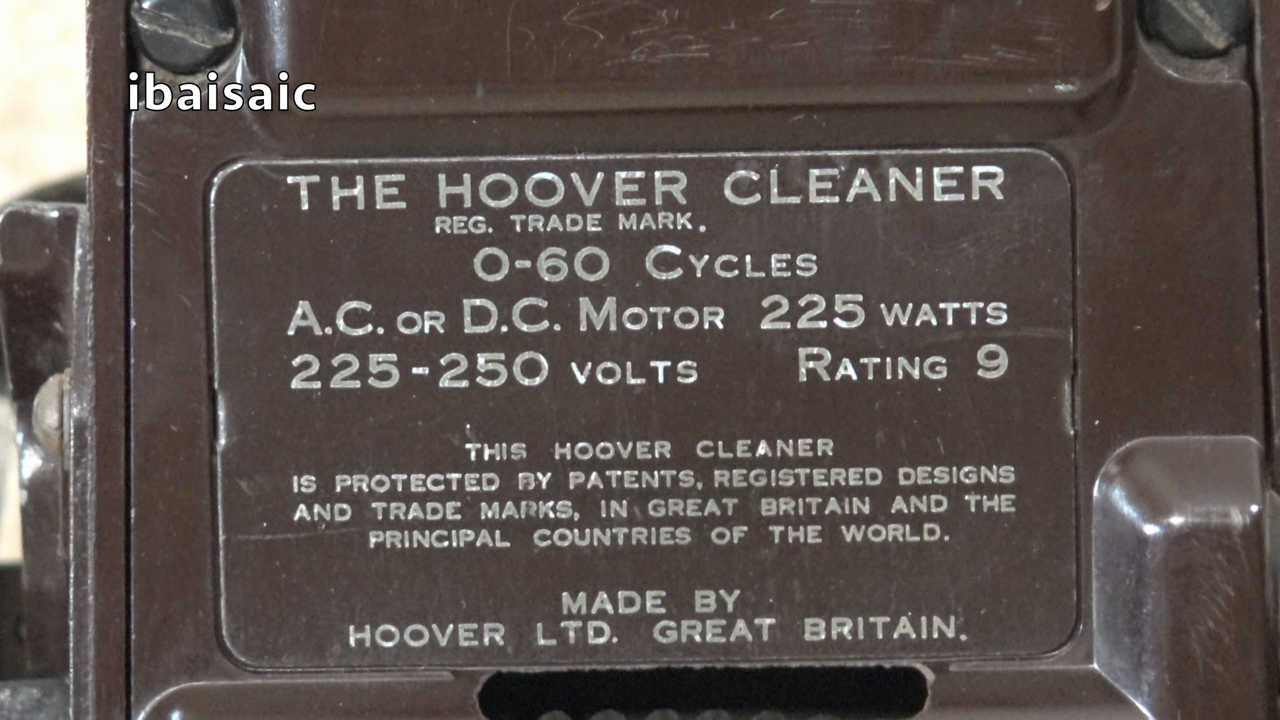 ibaisaic
THE HOOVER CLEANER
REG. TRADE MARK.
0-60 CYCLES
A.C. OR D.C. MOTOR 225 WATTS
225-250 VOLTS RATING 9
THIS HOOVER CLEANER
IS PROTECTED BY PATENTS, REGISTERED DESIGNS
AND TRADE MARKS, IN GREAT BRITAIN AND THE
PRINCIPAL COUNTRIES OF THE WORLD.
MADE BY
HOOVER LTD. GREAT BRITAIN.